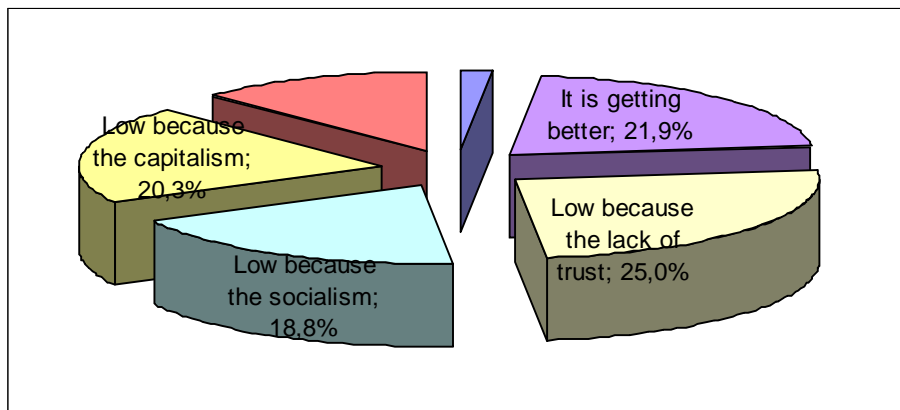 It is getting
better; 21,9%
Low because
the lack of
trust; 25,0%
Low because
the socialism;
18,8%
Low because
the capitalism;
20,3%